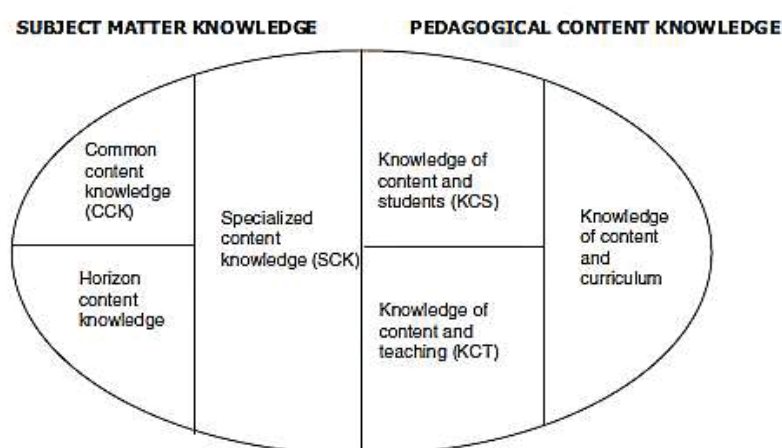 SUBJECT MATTER KNOWLEDGE
PEDAGOGICAL CONTENT KNOWLEDGE
Common
content
knowledge
(CCK)
Horizon
content
knowledge
Specialized
content
knowledge (SCK)
Knowledge of
content and
students (KCS)
Knowledge of
content and
teaching (KCT)
Knowledge
of content
and
curriculum